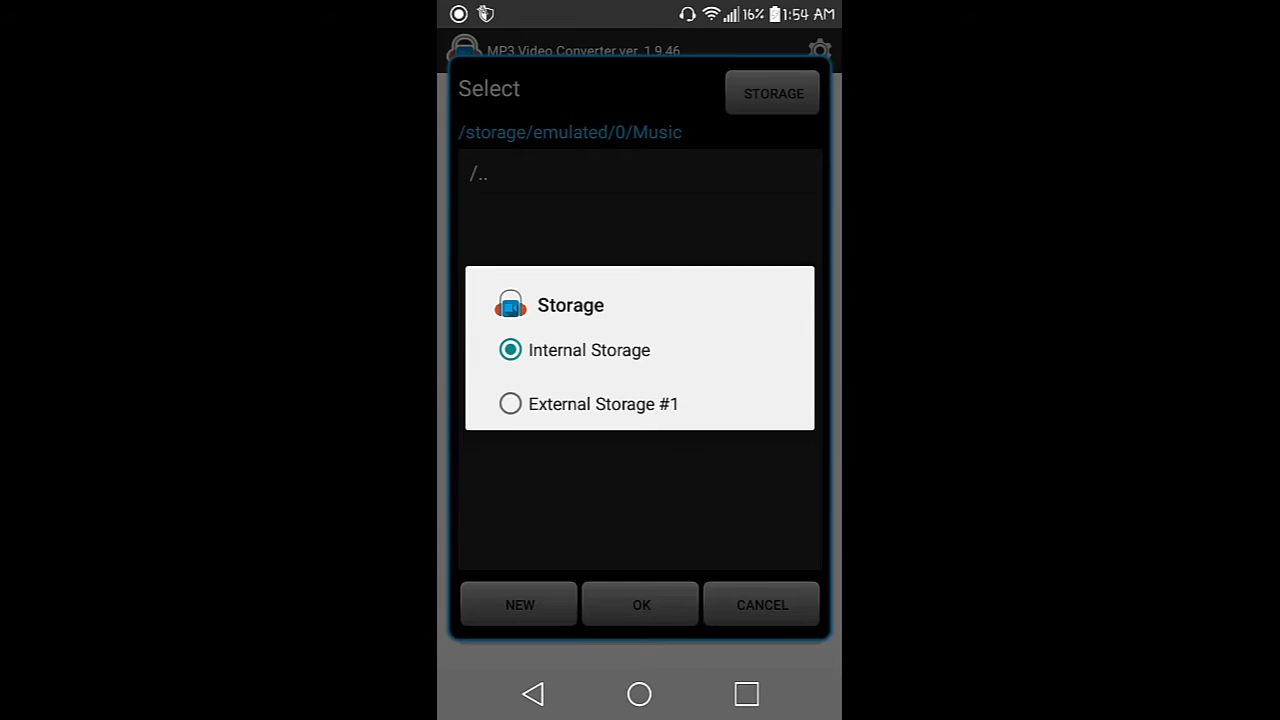 16% 1:54 AM
MP3 Video Converter ver. 1.9.46
Select
STORAGE
/storage/emulated/0/Music
/..
Storage
Internal Storage
External Storage #1
NEW OK CANCEL